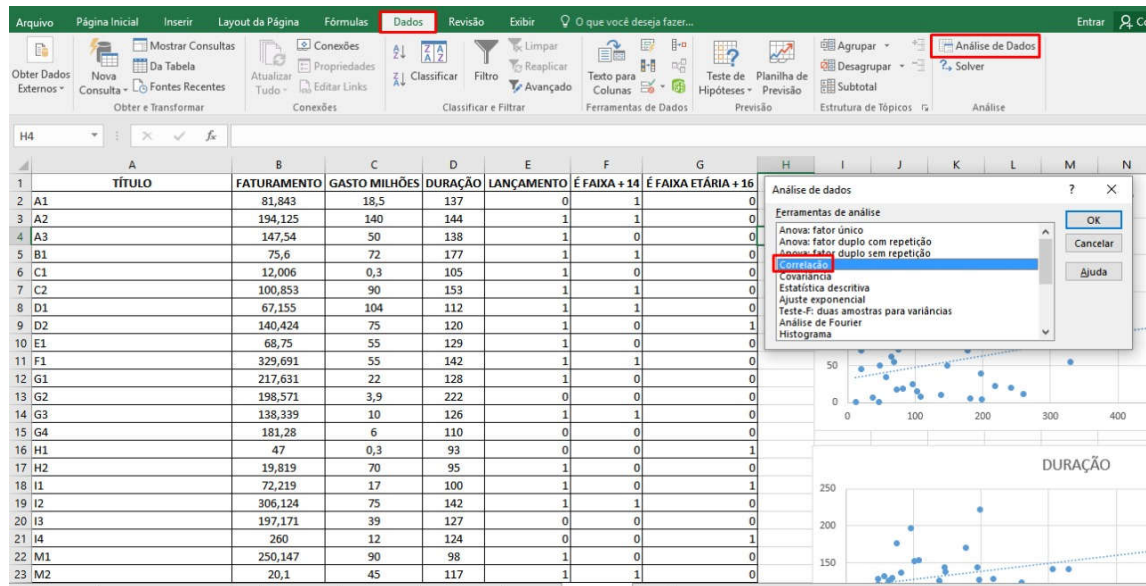 Arquivo Página Inicial Inserir Layout da Página Fórmulas Dados Revisão Exibir O que você deseja fazer... Entrar
Obter Dados Externos
Nova Consulta
Mostrar Consultas
Da Tabela
Fontes Recentes
Obter e Transformar
Atualizar Tudo
Conexões
Propriedades
Editar Links
Conexões
Classificar
Filtro
Limpar
Reaplicar
Avançado
Classificar e Filtrar
Texto para Colunas
Ferramentas de Dados
Teste de Hipóteses
Planilha de Previsão
Previsão
Agrupar
Desagrupar
Subtotal
Estrutura de Tópicos
Análise de Dados
Solver
Análise
H4 fx
A B C D E F G H I J K L M N
1 TÍTULO FATURAMENTO GASTO MILHÕES DURAÇÃO LANÇAMENTO É FAIXA + 14 É FAIXA ETÁRIA + 16
2 A1 81,843 18,5 137 0 1 0
3 A2 194,125 140 144 1 1 0
4 A3 147,54 50 138 1 0 0
5 B1 75,6 72 177 1 1 0
6 C1 12,006 0,3 105 1 0 0
7 C2 100,853 90 153 1 1 0
8 D1 67,155 104 112 1 1 0
9 D2 140,424 75 120 1 0 1
10 E1 68,75 55 129 1 0 0
11 F1 329,691 55 142 1 1 0
12 G1 217,631 22 128 1 0 0
13 G2 198,571 3,9 222 0 0 0
14 G3 138,339 10 126 1 1 0
15 G4 181,28 6 110 0 0 0
16 H1 47 0,3 93 0 0 1
17 H2 19,819 70 95 1 0 0
18 I1 72,219 17 100 1 0 1
19 I2 306,124 75 142 1 1 0
20 I3 197,171 39 127 0 0 0
21 I4 260 12 124 0 0 1
22 M1 250,147 90 98 1 0 0
23 M2 20,1 45 117 1 1 0
Análise de dados ? ×
Ferramentas de análise
Anova: fator único
Anova: fator duplo com repetição
Anova: fator duplo sem repetição
Correlação
Covariância
Estatística descritiva
Ajuste exponencial
Teste-F: duas amostras para variâncias
Análise de Fourier
Histograma
OK
Cancelar
Ajuda
50
0
0 100 200 300 400
DURAÇÃO
250
200
150